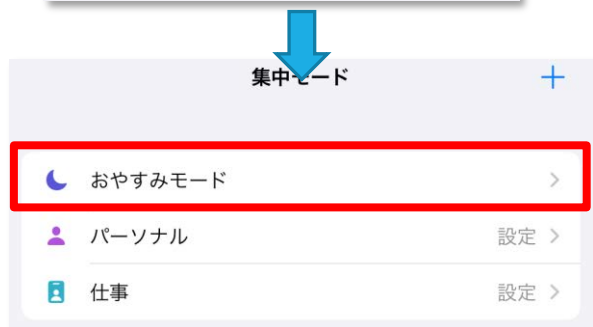 集中モード
おやすみモード
パーソナル 設定
仕事 設定